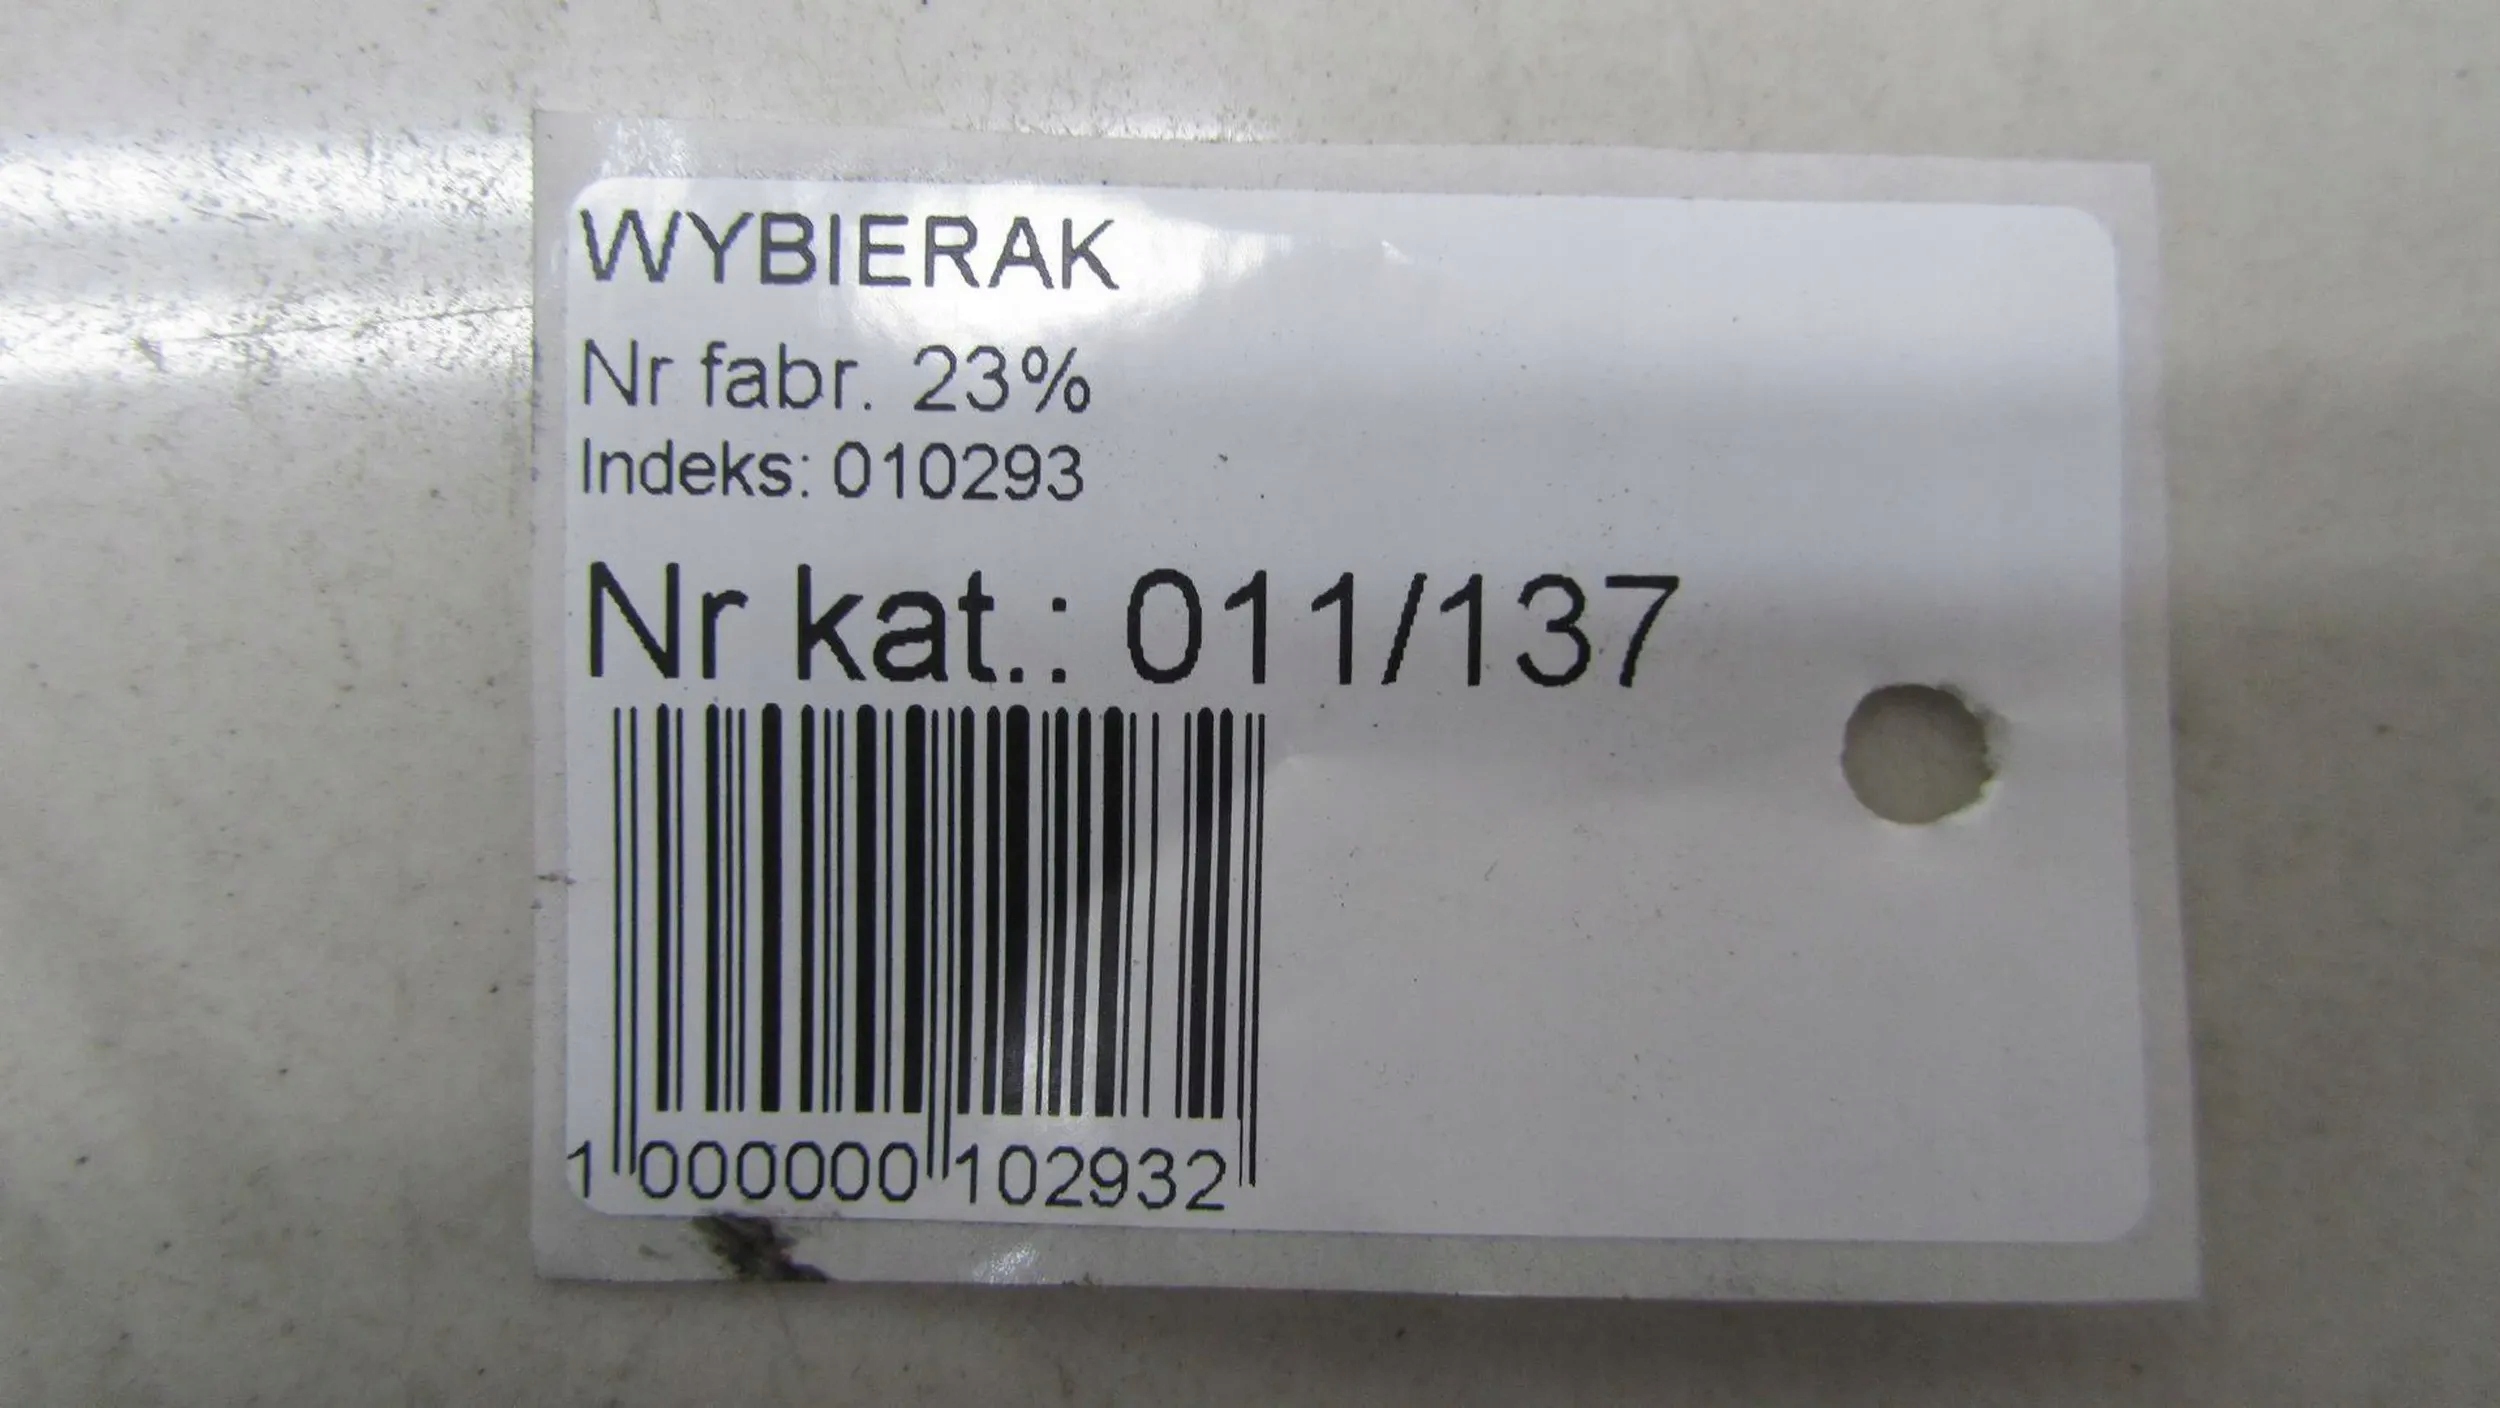 WYBIERAK
Nr fabr. 23%
Indeks: 010293
Nr kat.: 011/137
1 000000 102932